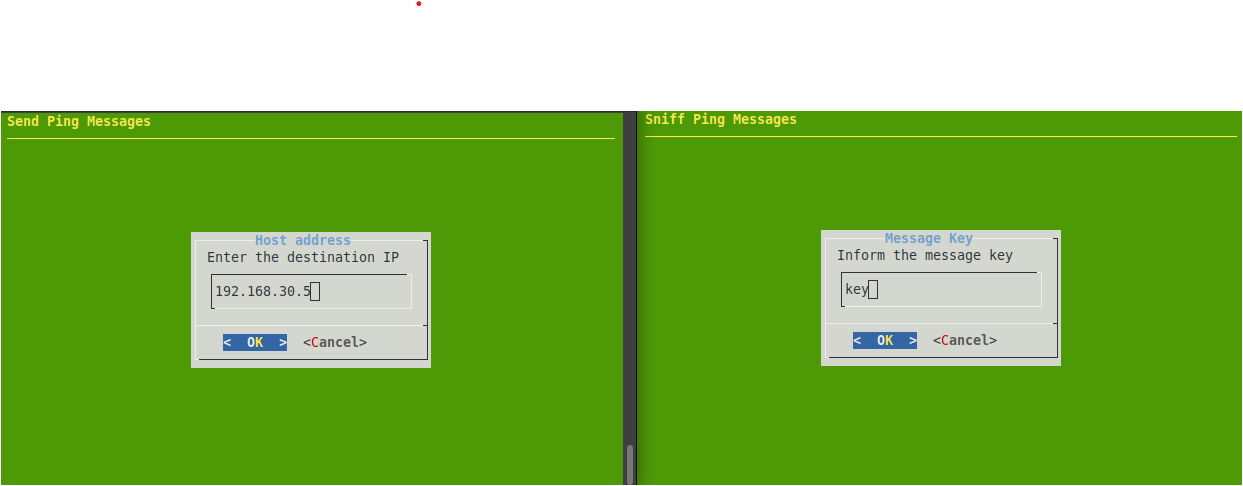 Send Ping Messages
Host address
Enter the destination IP
192.168.30.5
< OK > <Cancel>
Sniff Ping Messages
Message Key
Inform the message key
key
< OK > <Cancel>